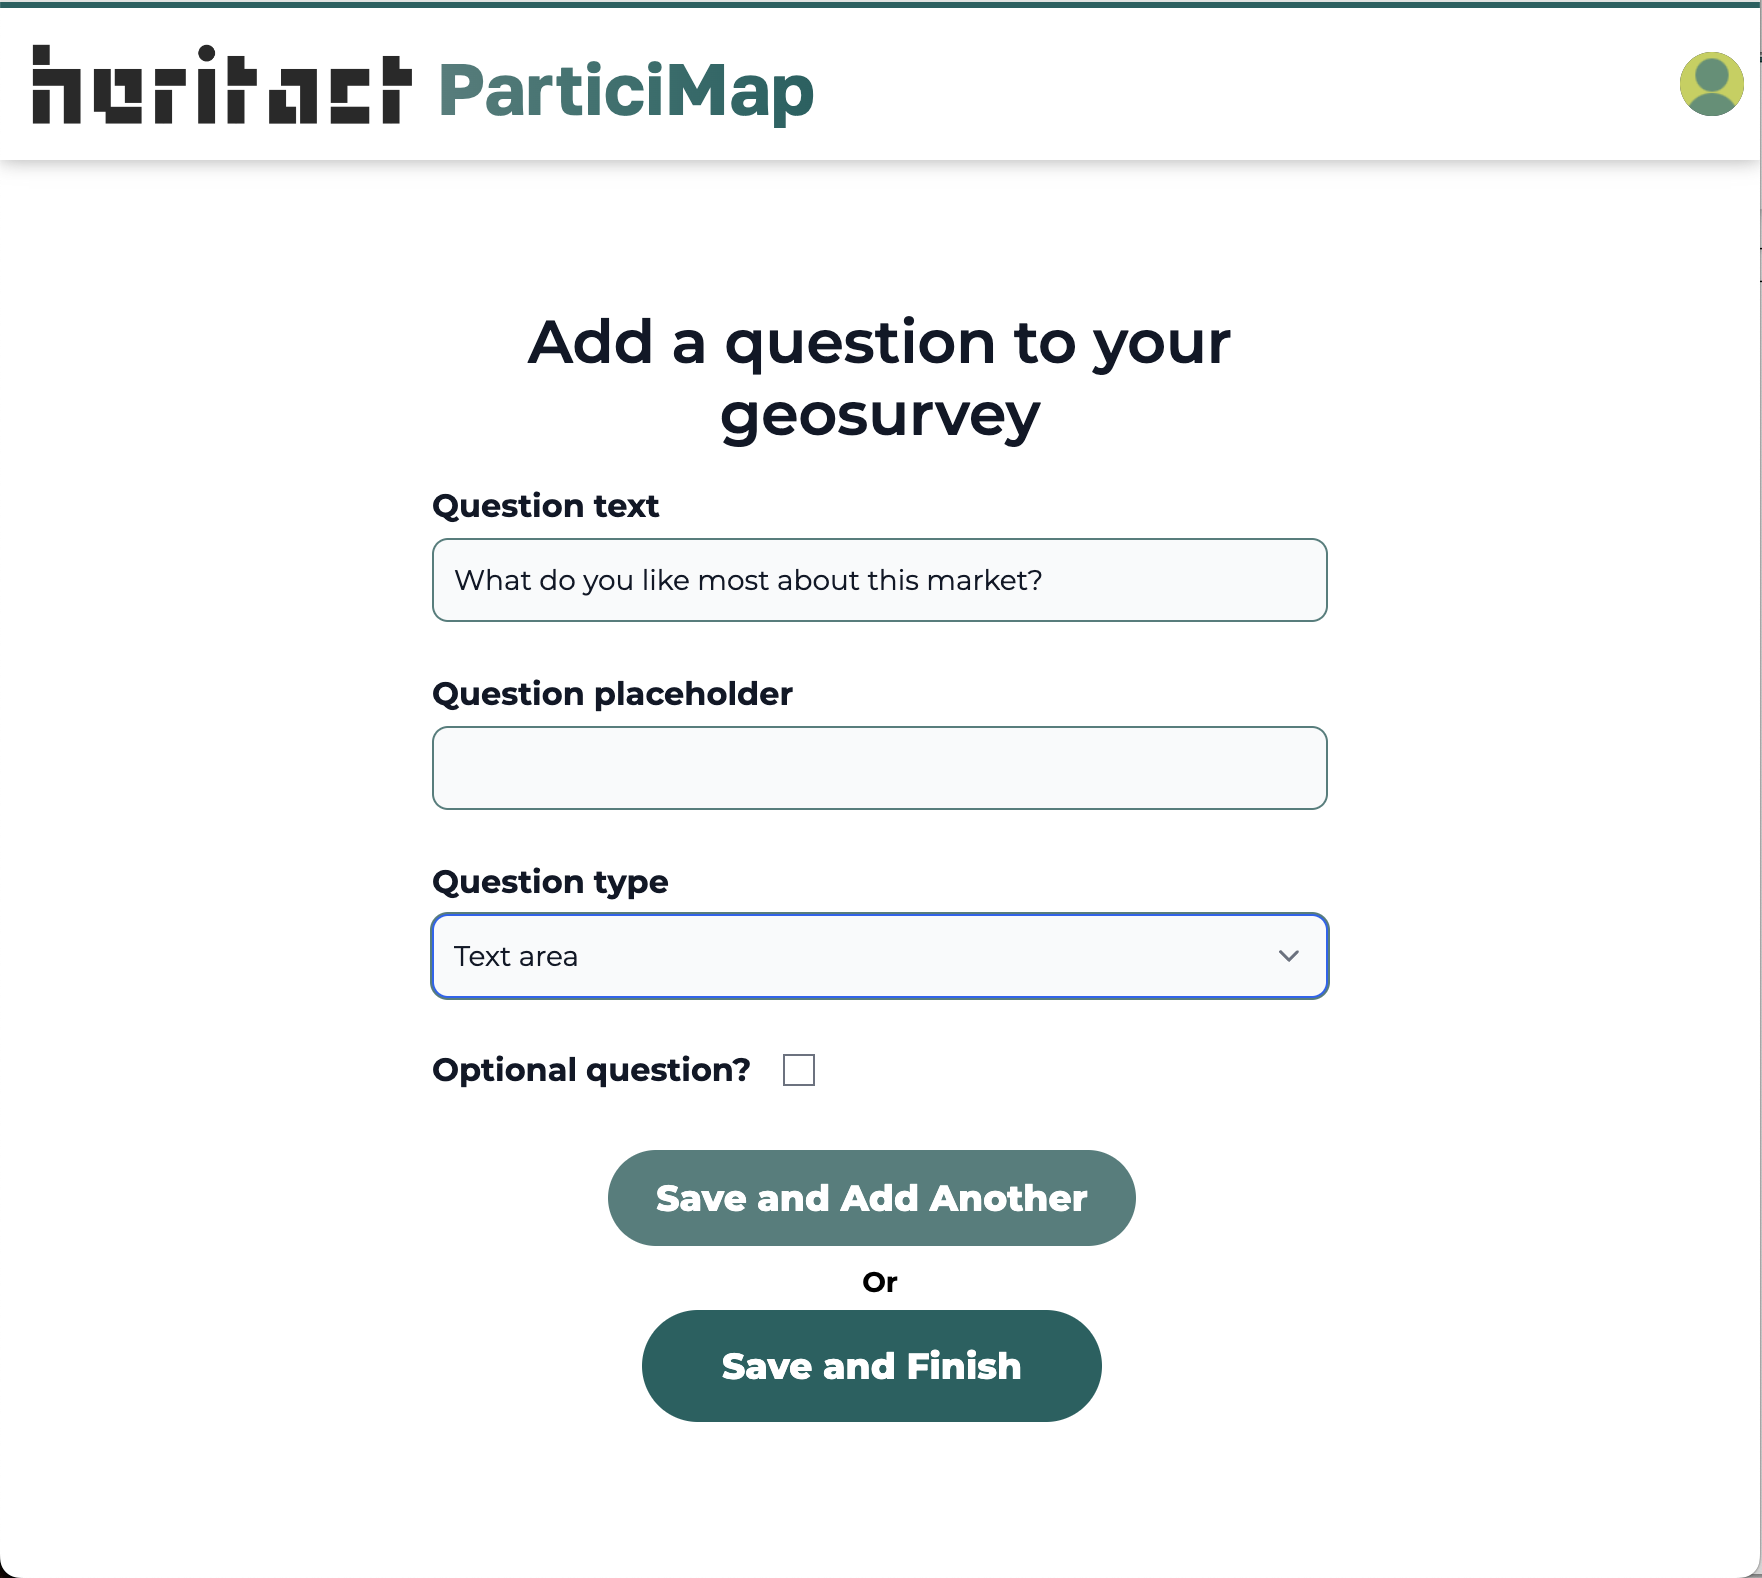 heritact ParticiMap
Add a question to your
geosurvey
Question text
What do you like most about this market?
Question placeholder
Question type
Text area
Optional question?
Save and Add Another
Or
Save and Finish